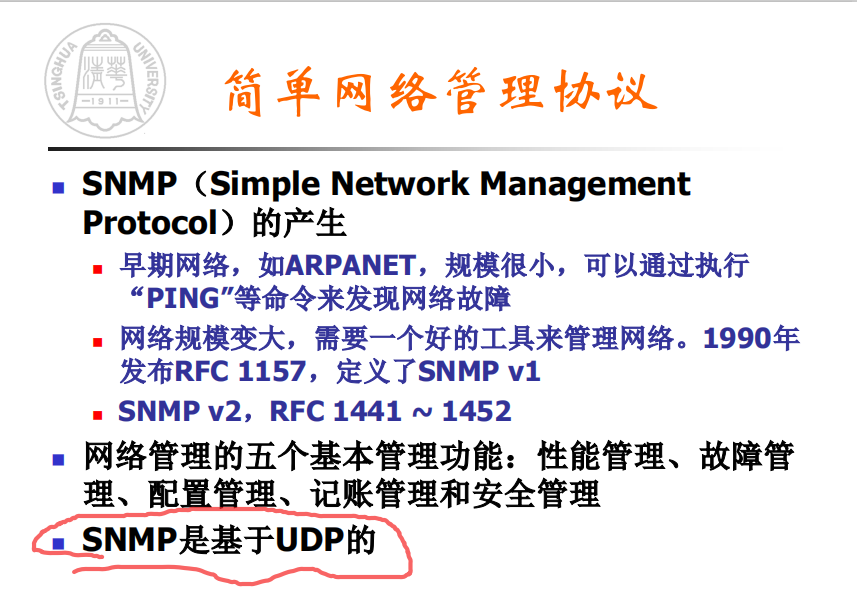 TSINGHUA UNIVERSITY
清华
1911
简单网络管理协议
SNMP（Simple Network Management
Protocol）的产生
早期网络，如ARPANET，规模很小，可以通过执行
“PING”等命令来发现网络故障
网络规模变大，需要一个好的工具来管理网络。1990年
发布RFC 1157，定义了SNMP v1
SNMP v2，RFC 1441 ~ 1452
网络管理的五个基本管理功能：性能管理、故障管
理、配置管理、记账管理和安全管理
SNMP是基于UDP的